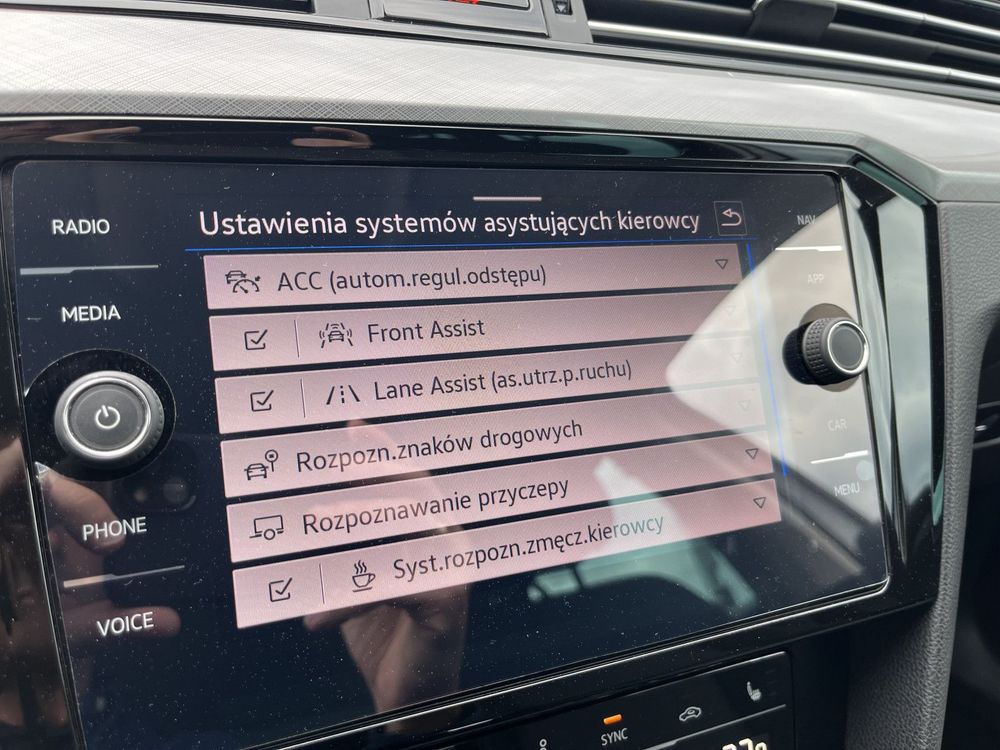 RADIO
MEDIA
PHONE
VOICE
Ustawienia systemów asystujących kierowcy
ACC (autom.regul.odstępu)
Front Assist
Lane Assist (as.utrz.p.ruchu)
Rozpozn.znaków drogowych
Rozpoznawanie przyczepy
Syst.rozpozn.zmęcz.kierowcy
NAV
APP
CAR
MENU
SYNC